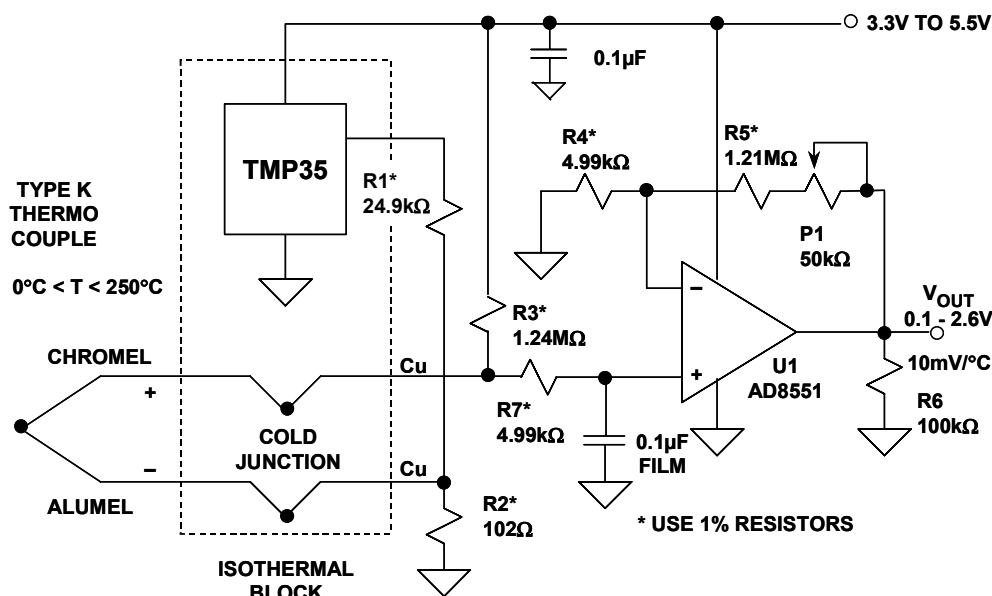 3.3V TO 5.5V
0.1µF
TMP35
R1*
24.9kΩ
R4*
4.99kΩ
R5*
1.21MΩ
P1
50kΩ
TYPE K
THERMO
COUPLE
0°C < T < 250°C
R3*
1.24MΩ
VOUT
0.1 - 2.6V
10mV/°C
–
+
U1
AD8551
R6
100kΩ
CHROMEL
Cu
+
R7*
4.99kΩ
0.1µF
FILM
COLD
JUNCTION
–
Cu
ALUMEL
R2*
102Ω
* USE 1% RESISTORS
ISOTHERMAL
BLOCK